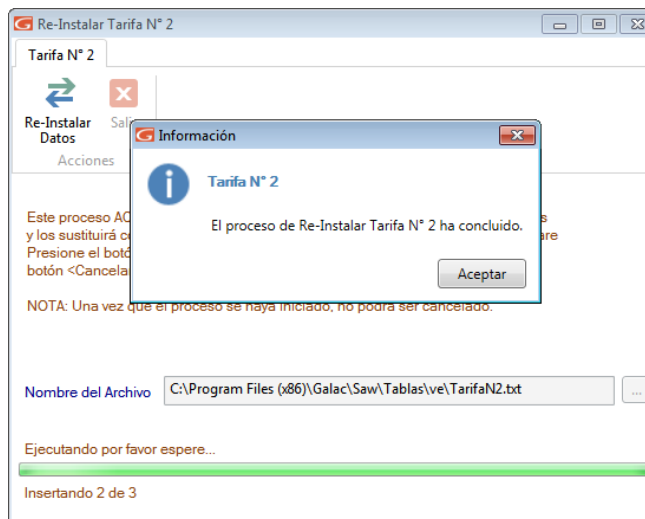 Re-Instalar Tarifa N° 2
Tarifa N° 2
Re-Instalar
Datos
Acciones
Información
Tarifa N° 2
El proceso de Re-Instalar Tarifa N° 2 ha concluido.
Aceptar
Este proceso
y los sustituirá
Presione el
botón
NOTA: Una vez que el proceso se haya iniciado, no podrá ser cancelado.
Nombre del Archivo C:\Program Files (x86)\Galac\Saw\Tablas\ve\TarifaN2.txt ...
Ejecutando por favor espere...
Insertando 2 de 3